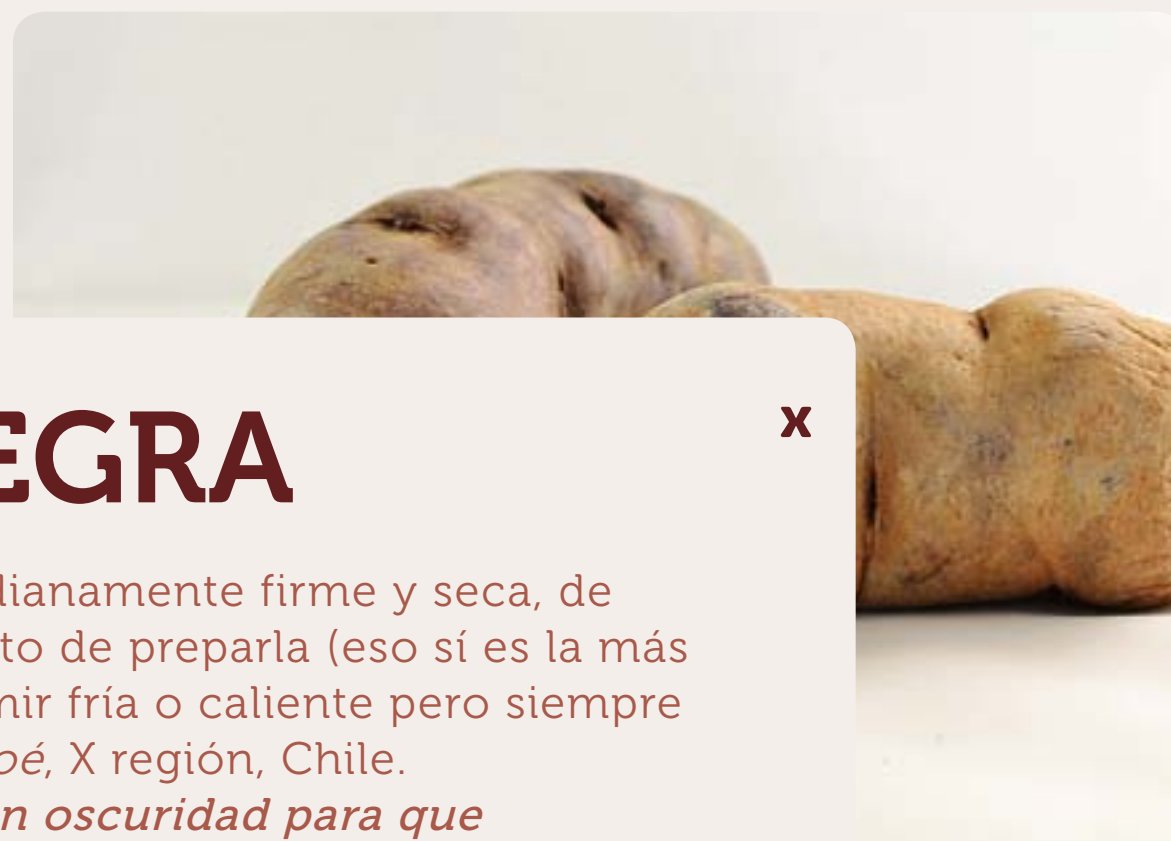 EGRA
x
lianamente firme y seca, de
to de preparla (eso sí es la más
nir fría o caliente pero siempre
pé, X región, Chile.
n oscuridad para que